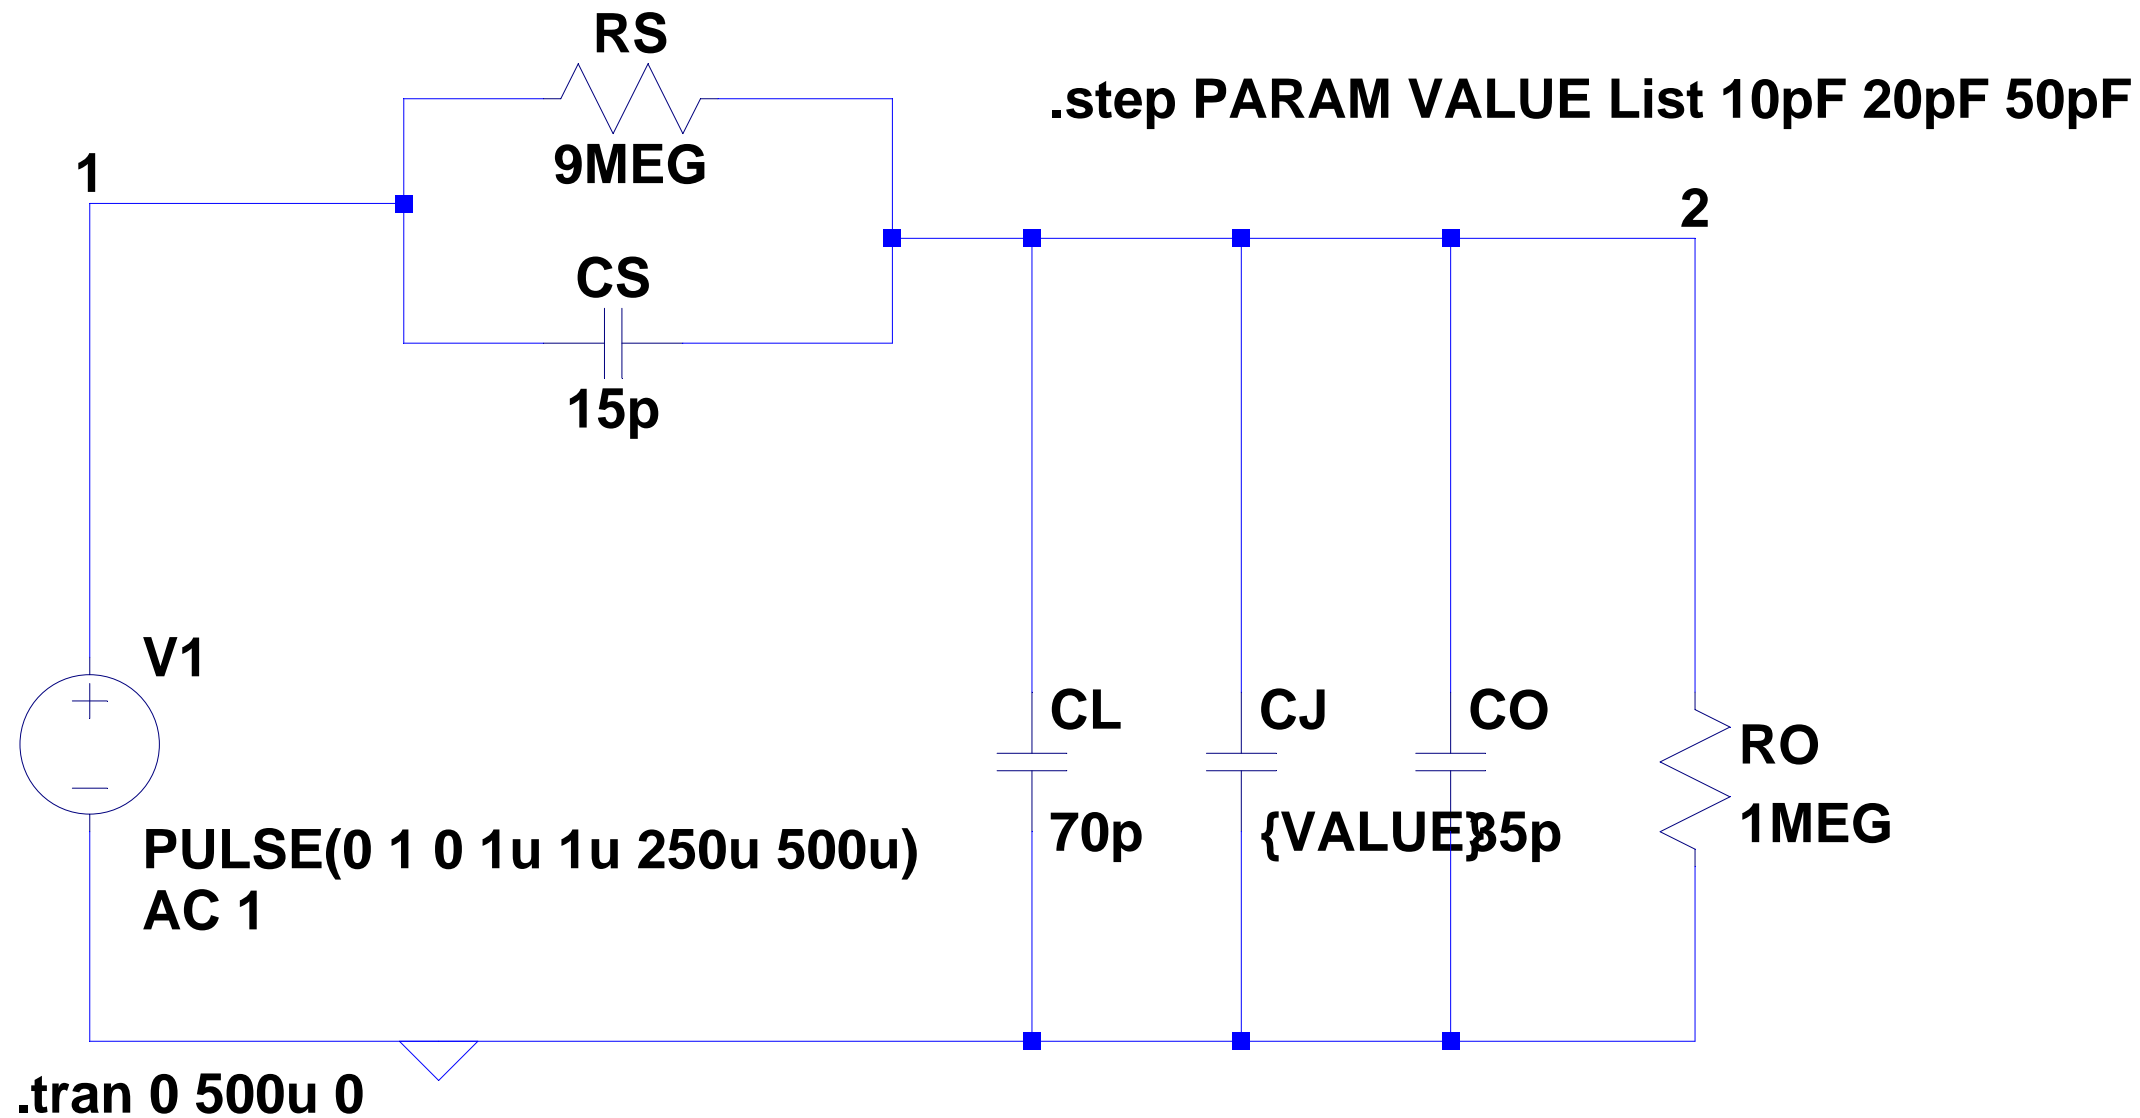 RS
.step PARAM VALUE List 10pF 20pF 50pF
9MEG
1
2
CS
15p
V1
CL
CJ
CO
RO
70p
{VALUE}
35p
1MEG
PULSE(0 1 0 1u 1u 250u 500u)
AC 1
.tran 0 500u 0